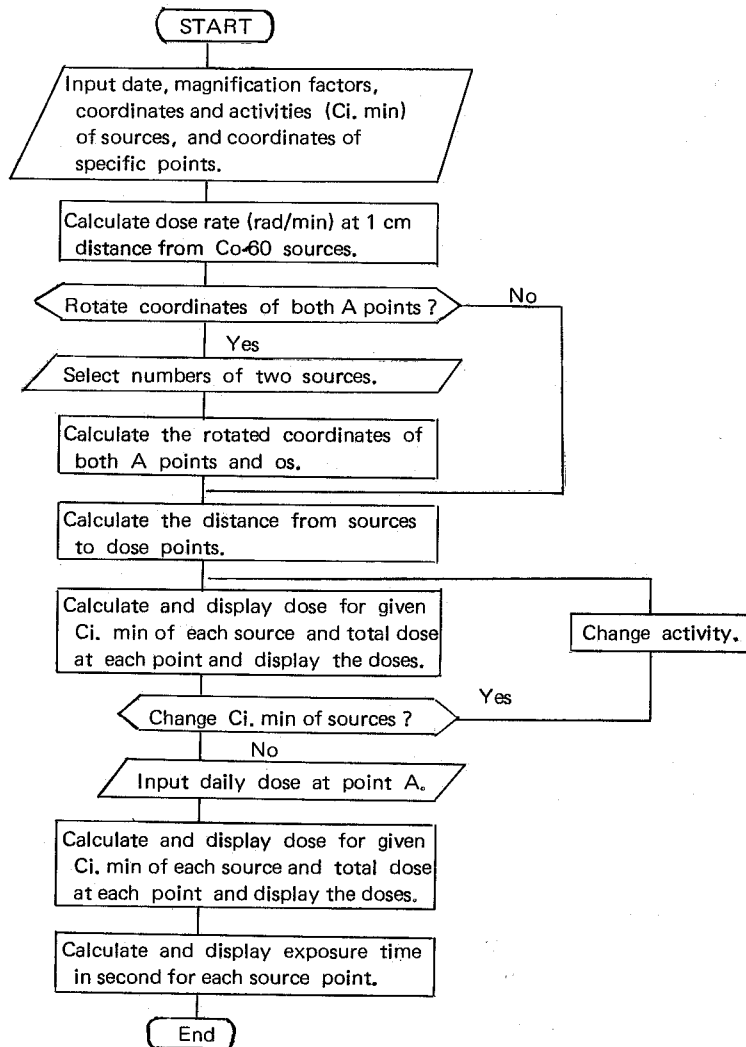 START
Input date, magnification factors,
coordinates and activities (Ci. min)
of sources, and coordinates of
specific points.
Calculate dose rate (rad/min) at 1 cm
distance from Co-60 sources.
Rotate coordinates of both A points ?
No
Yes
Select numbers of two sources.
Calculate the rotated coordinates of
both A points and os.
Calculate the distance from sources
to dose points.
Calculate and display dose for given
Ci. min of each source and total dose
at each point and display the doses.
Change activity.
Change Ci. min of sources ?
Yes
No
Input daily dose at point A.
Calculate and display dose for given
Ci. min of each source and total dose
at each point and display the doses.
Calculate and display exposure time
in second for each source point.
End